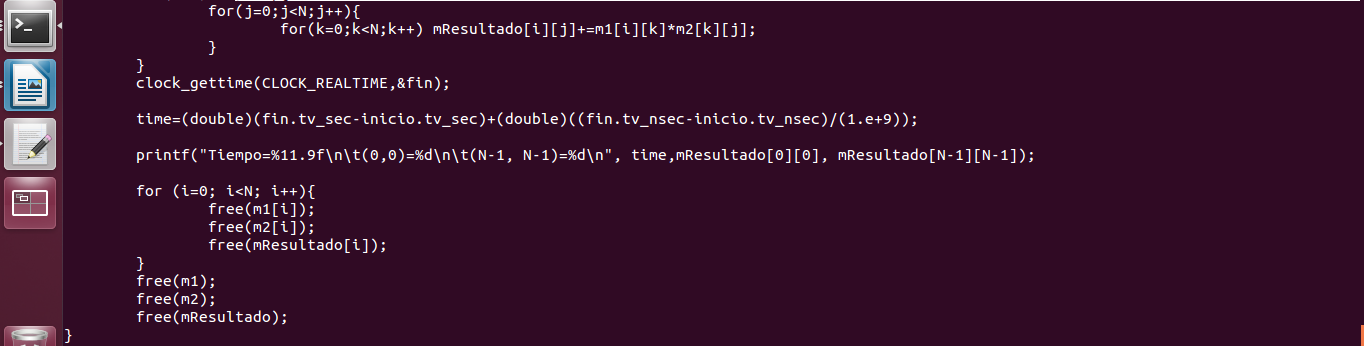 for(j=0;j<N;j++){
for(k=0;k<N;k++) mResultado[i][j]+=m1[i][k]*m2[k][j];
}
}
clock_gettime(CLOCK_REALTIME,&fin);
time=(double)(fin.tv_sec-inicio.tv_sec)+(double)((fin.tv_nsec-inicio.tv_nsec)/(1.e+9));
printf("Tiempo=%11.9f\n\t(0,0)=%d\n\t(N-1, N-1)=%d\n", time,mResultado[0][0], mResultado[N-1][N-1]);
for (i=0; i<N; i++){
free(m1[i]);
free(m2[i]);
free(mResultado[i]);
}
free(m1);
free(m2);
free(mResultado);
}